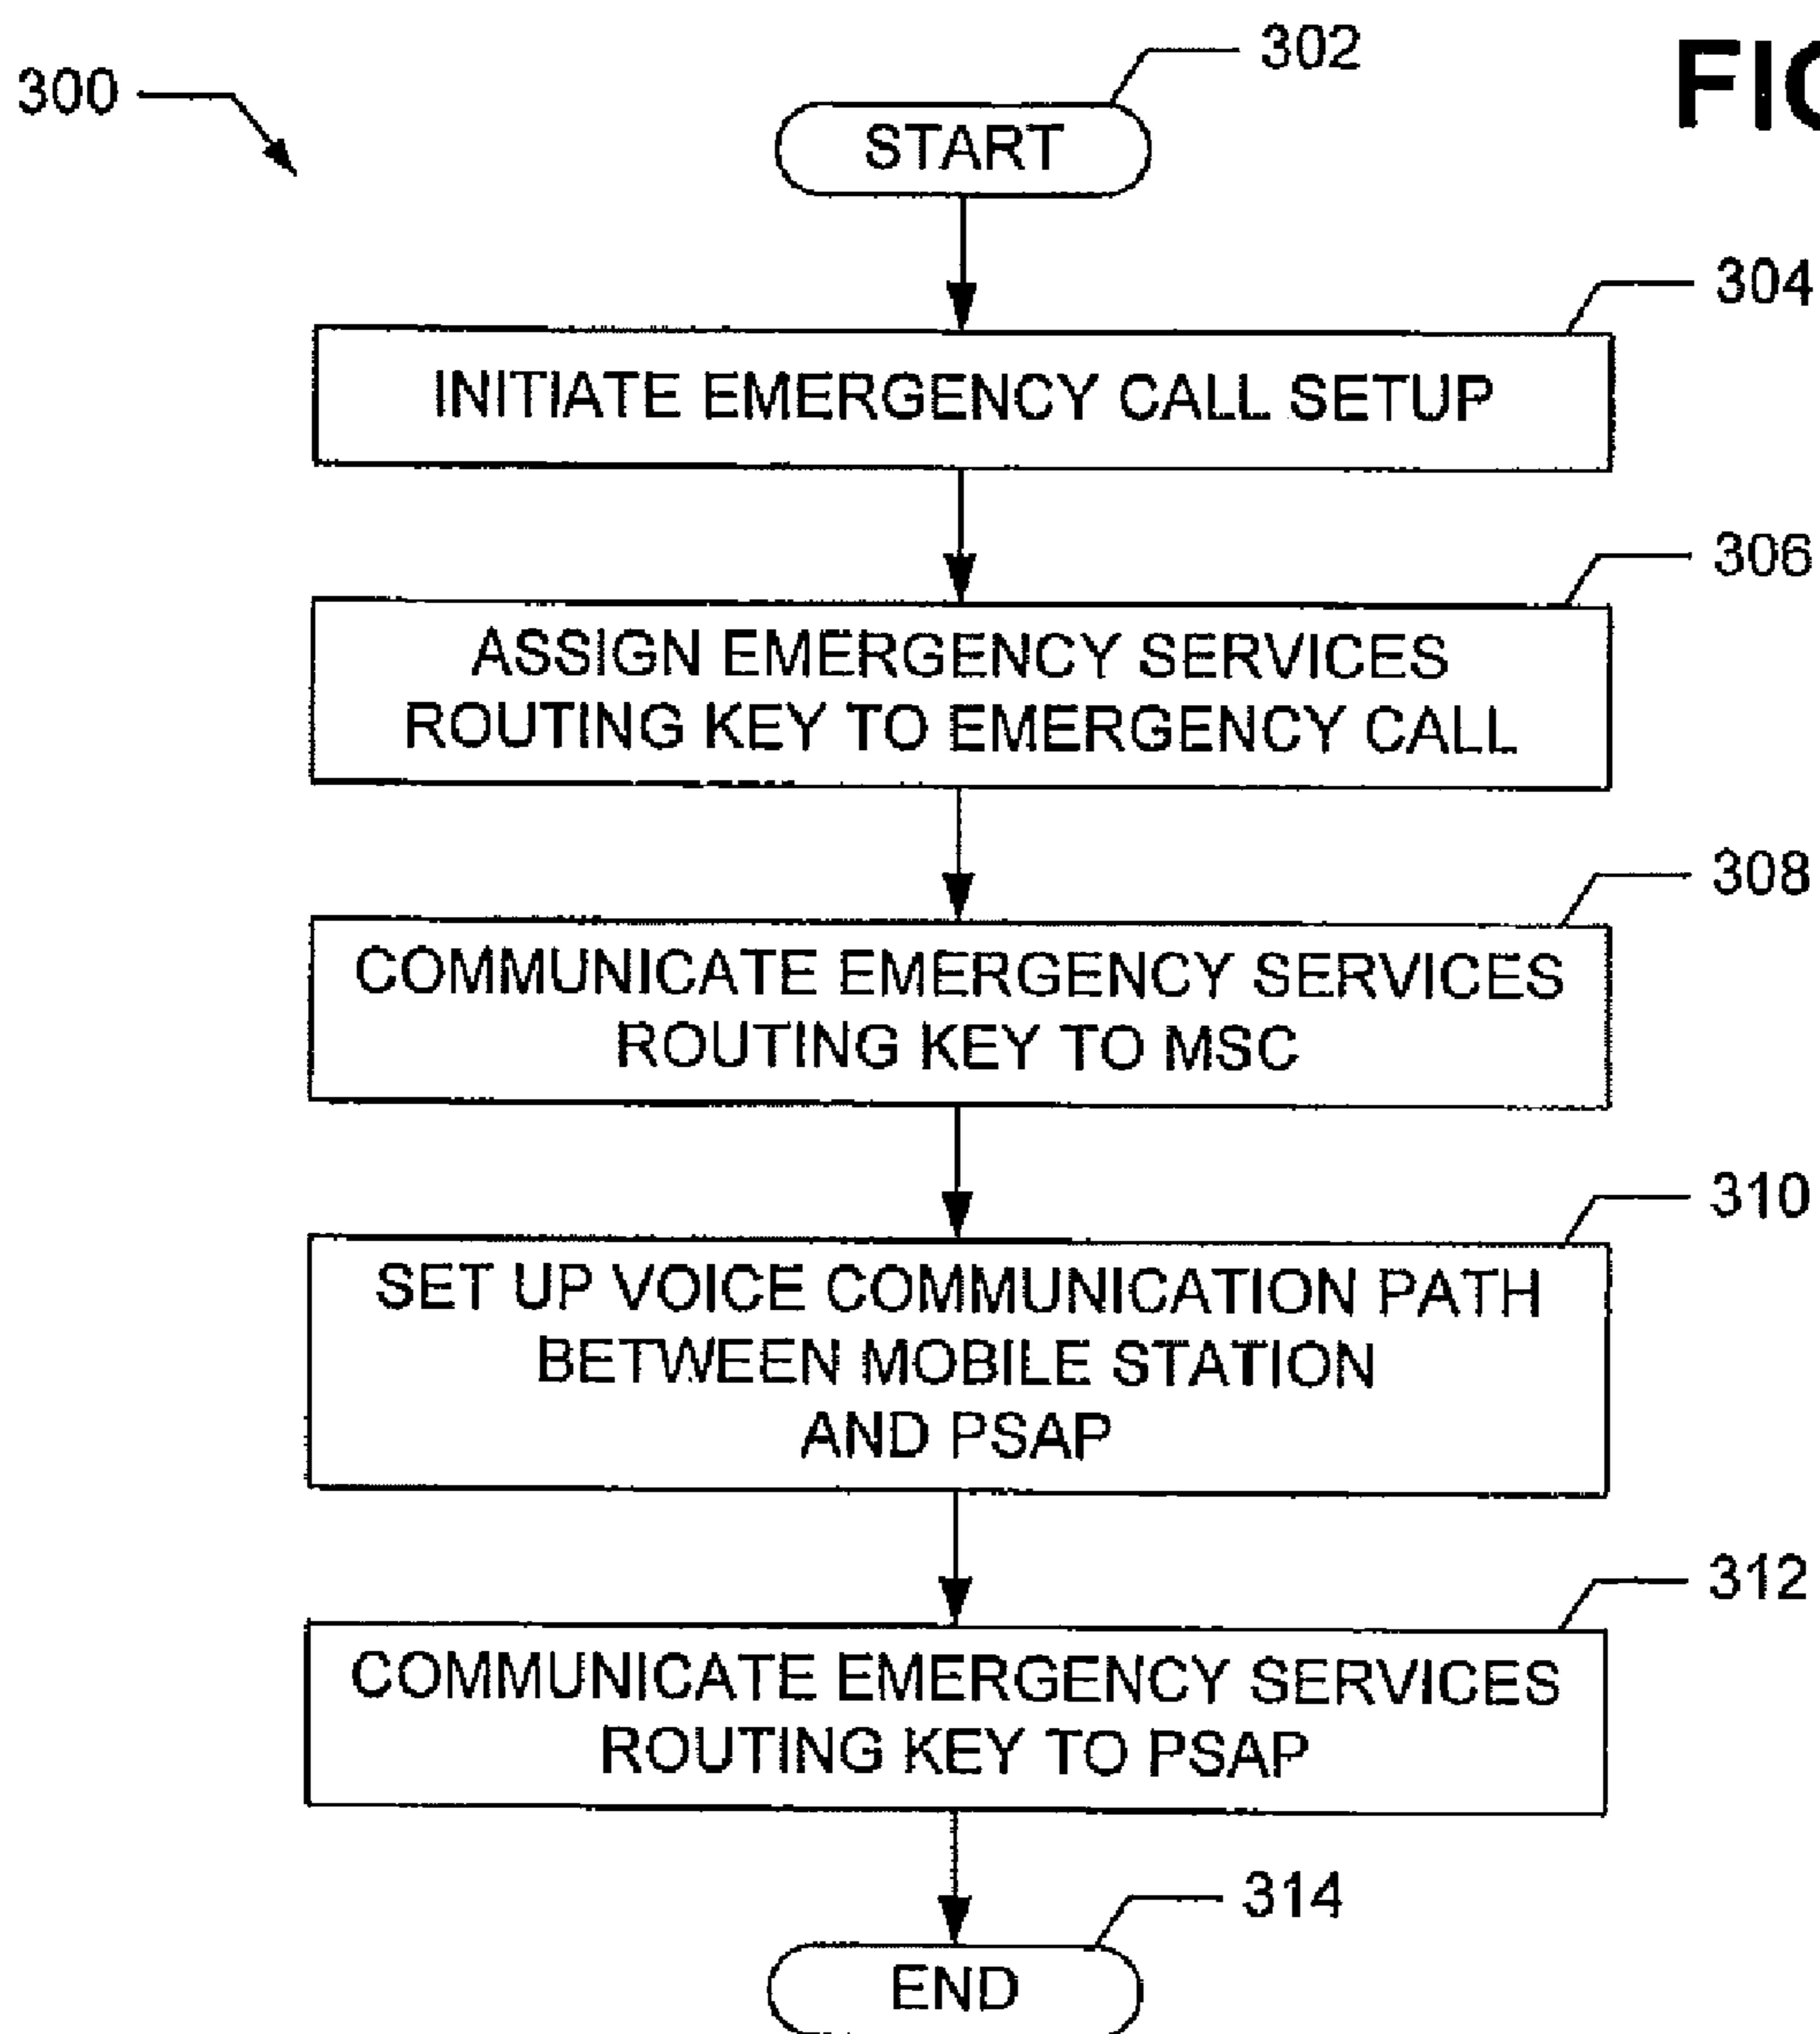 300
302
START
304
INITIATE EMERGENCY CALL SETUP
306
ASSIGN EMERGENCY SERVICES
ROUTING KEY TO EMERGENCY CALL
308
COMMUNICATE EMERGENCY SERVICES
ROUTING KEY TO MSC
310
SET UP VOICE COMMUNICATION PATH
BETWEEN MOBILE STATION
AND PSAP
312
COMMUNICATE EMERGENCY SERVICES
ROUTING KEY TO PSAP
314
END